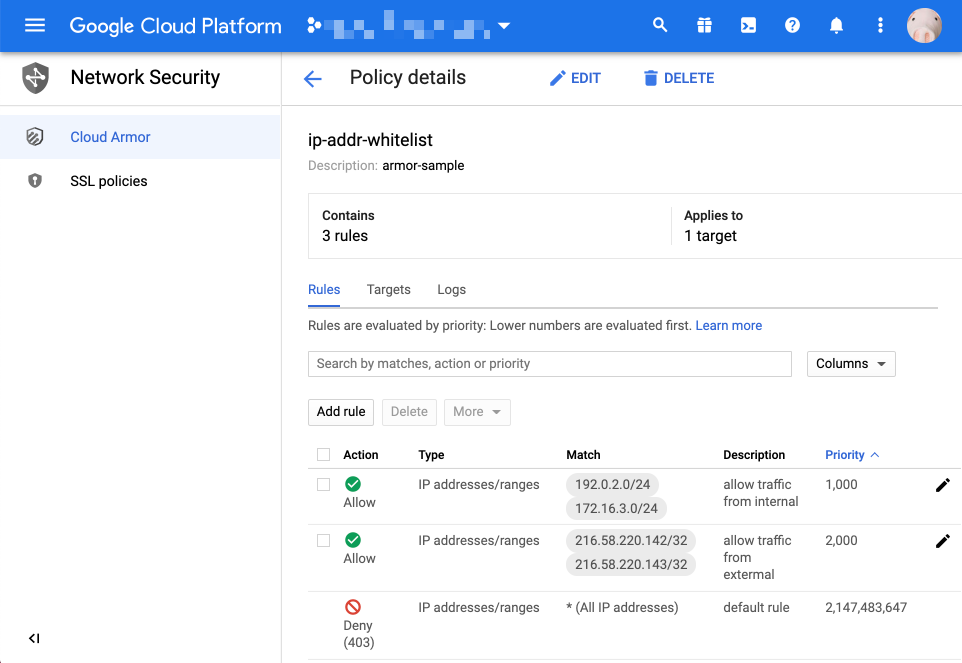 Google Cloud Platform
Network Security
Policy details
EDIT
DELETE
Cloud Armor
SSL policies
ip-addr-whitelist
Description: armor-sample
Contains
3 rules
Applies to
1 target
Rules Targets Logs
Rules are evaluated by priority: Lower numbers are evaluated first. Learn more
Search by matches, action or priority
Columns
Add rule Delete More
Action Type Match Description Priority
Allow
IP addresses/ranges
192.0.2.0/24
172.16.3.0/24
allow traffic
from internal
1,000
Allow
IP addresses/ranges
216.58.220.142/32
216.58.220.143/32
allow traffic
from
extermal
2,000
Deny
(403)
IP addresses/ranges
* (All IP addresses)
default rule
2,147,483,647